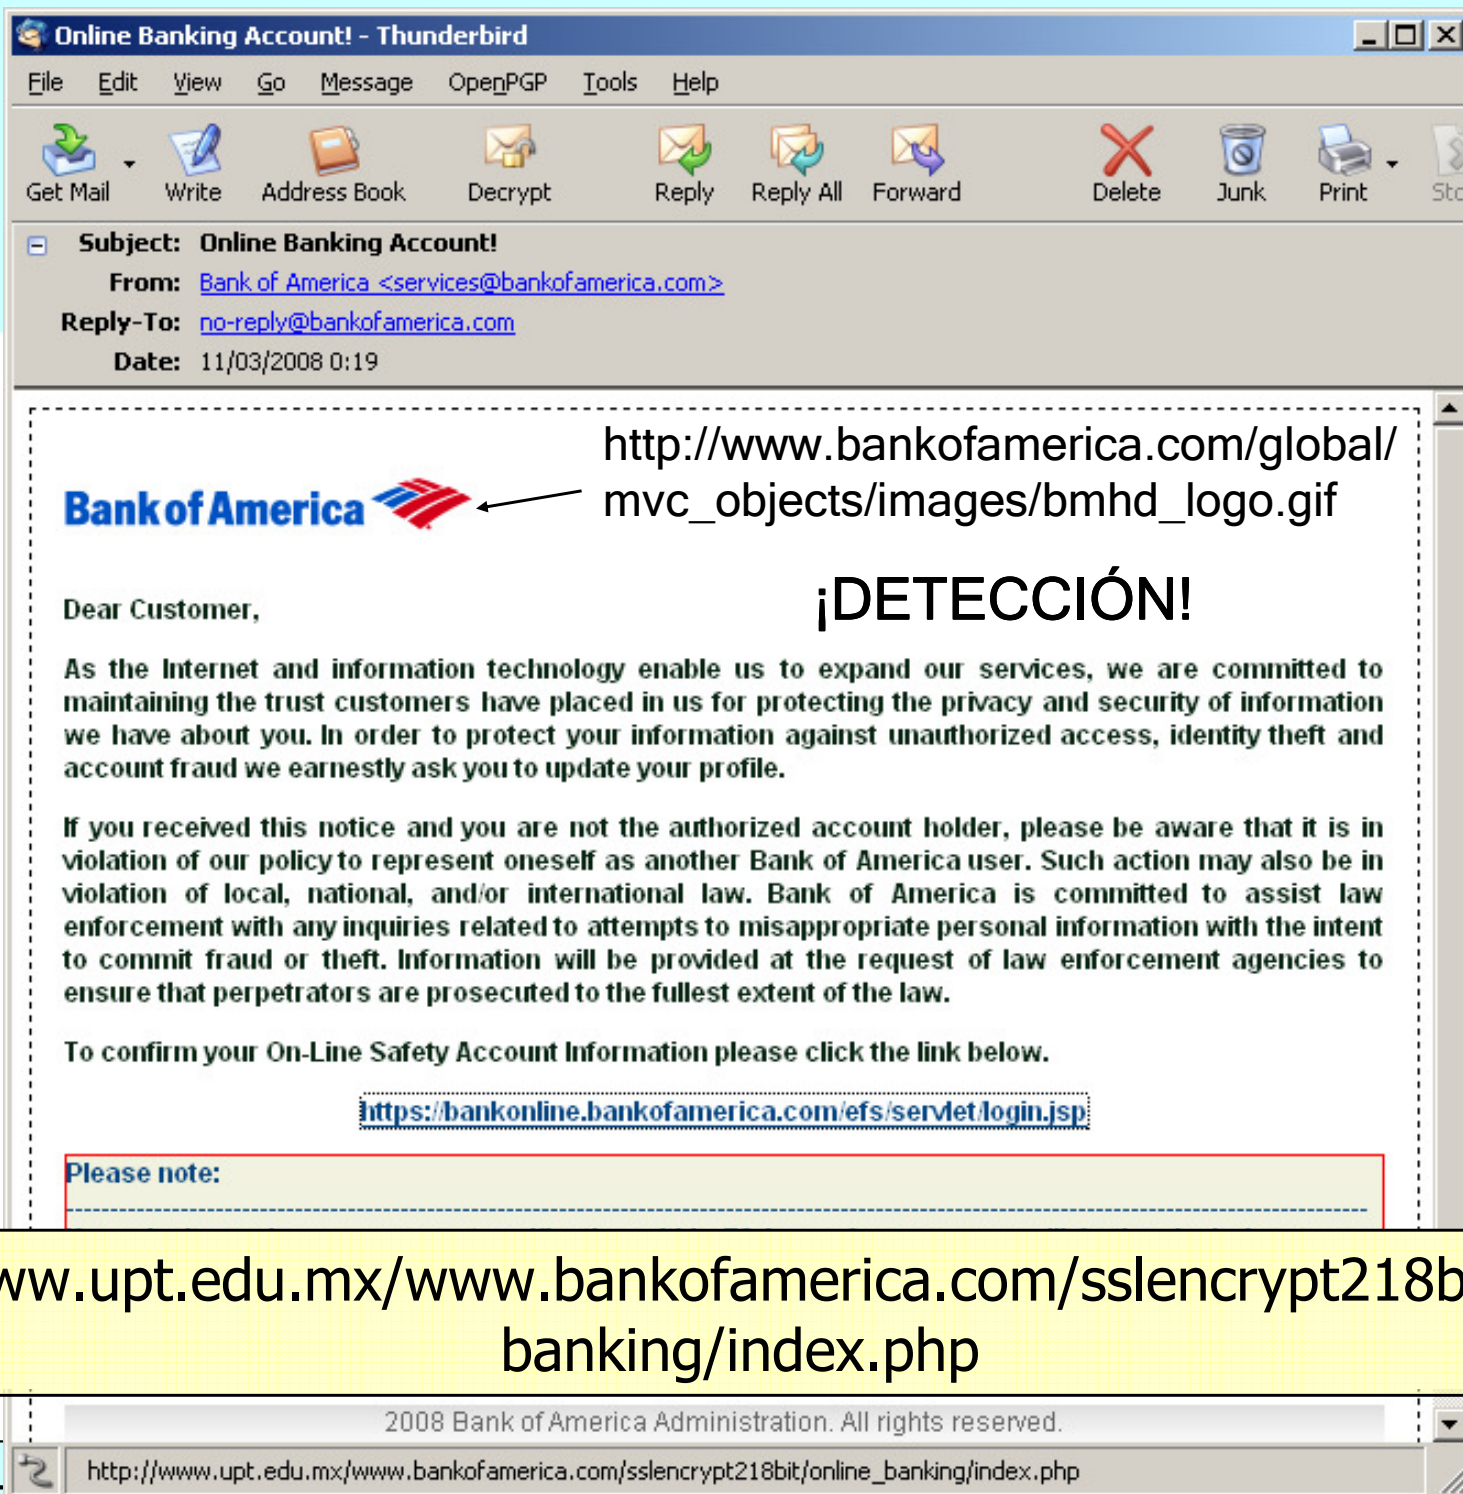 Online Banking Account! - Thunderbird
File Edit View Go Message OpenPGP Tools Help
Get Mail Write Address Book Decrypt Reply Reply All Forward Delete Junk Print
Subject: Online Banking Account!
From: Bank of America <services@bankofamerica.com>
Reply-To: no-reply@bankofamerica.com
Date: 11/03/2008 0:19
http://www.bankofamerica.com/global/
mvc_objects/images/bmhd_logo.gif
Bank of America
¡DETECCIÓN!
Dear Customer,
As the Internet and information technology enable us to expand our services, we are committed to
maintaining the trust customers have placed in us for protecting the privacy and security of information
we have about you. In order to protect your information against unauthorized access, identity theft and
account fraud we earnestly ask you to update your profile.
If you received this notice and you are not the authorized account holder, please be aware that it is in
violation of our policy to represent oneself as another Bank of America user. Such action may also be in
violation of local, national, and/or international law. Bank of America is committed to assist law
enforcement with any inquiries related to attempts to misappropriate personal information with the intent
to commit fraud or theft. Information will be provided at the request of law enforcement agencies to
ensure that perpetrators are prosecuted to the fullest extent of the law.
To confirm your On-Line Safety Account Information please click the link below.
https://bankonline.bankofamerica.com/efs/servlet/login.jsp
Please note:
ww.upt.edu.mx/www.bankofamerica.com/sslencrypt218b
banking/index.php
2008 Bank of America Administration. All rights reserved.
http://www.upt.edu.mx/www.bankofamerica.com/sslencrypt218bit/online_banking/index.php